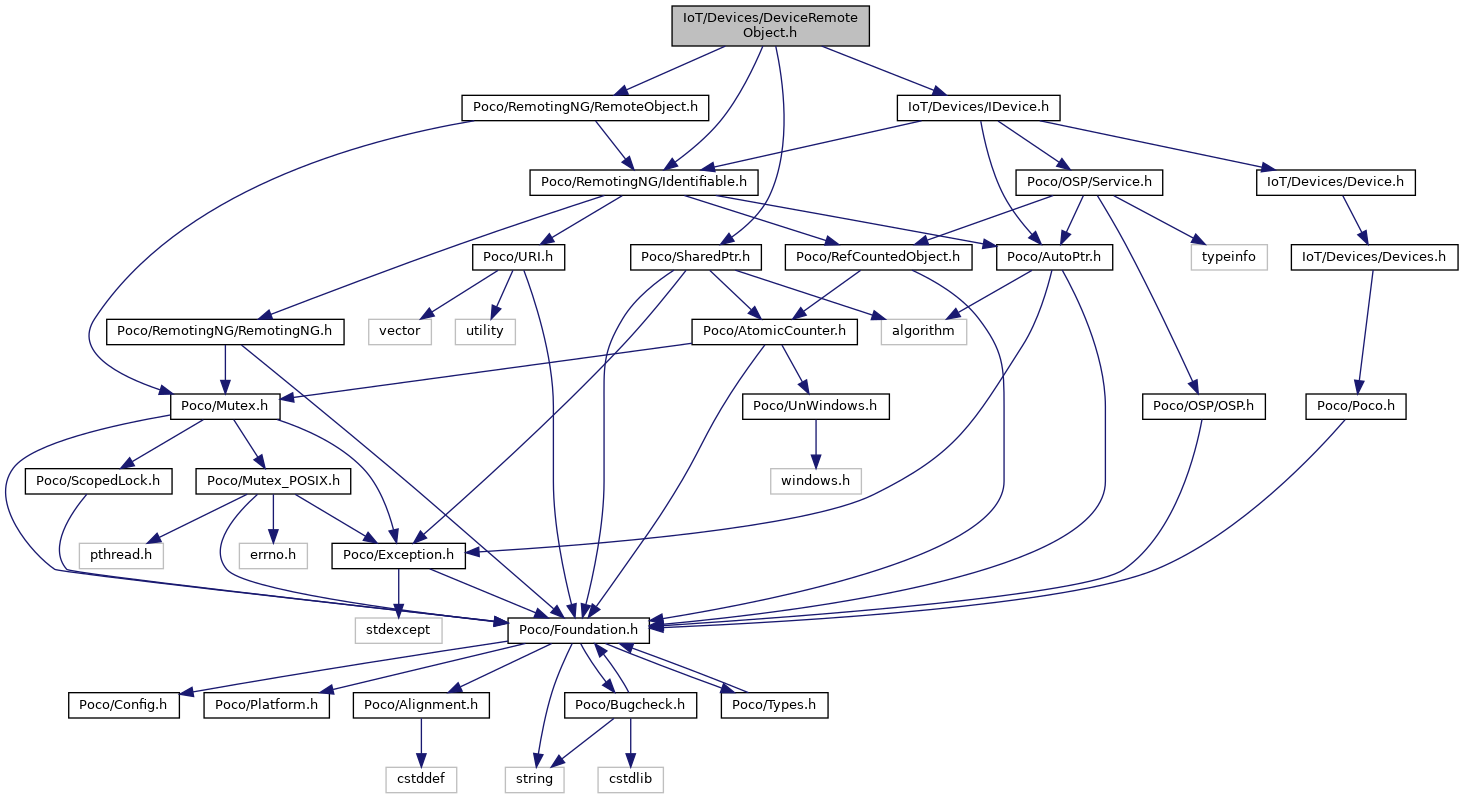 IoT/Devices/DeviceRemote
Object.h
Poco/RemotingNG/RemoteObject.h
IoT/Devices/IDevice.h
Poco/RemotingNG/Identifiable.h
Poco/OSP/Service.h
IoT/Devices/Device.h
Poco/URI.h
Poco/SharedPtr.h
Poco/RefCountedObject.h
Poco/AutoPtr.h
typeinfo
IoT/Devices/Devices.h
Poco/RemotingNG/RemotingNG.h
vector
utility
Poco/AtomicCounter.h
algorithm
Poco/Mutex.h
Poco/UnWindows.h
Poco/OSP/OSP.h
Poco/Poco.h
Poco/ScopedLock.h
Poco/Mutex_POSIX.h
windows.h
pthread.h
errno.h
Poco/Exception.h
stdexcept
Poco/Foundation.h
Poco/Config.h
Poco/Platform.h
Poco/Alignment.h
Poco/Bugcheck.h
Poco/Types.h
cstddef
string
cstdlib